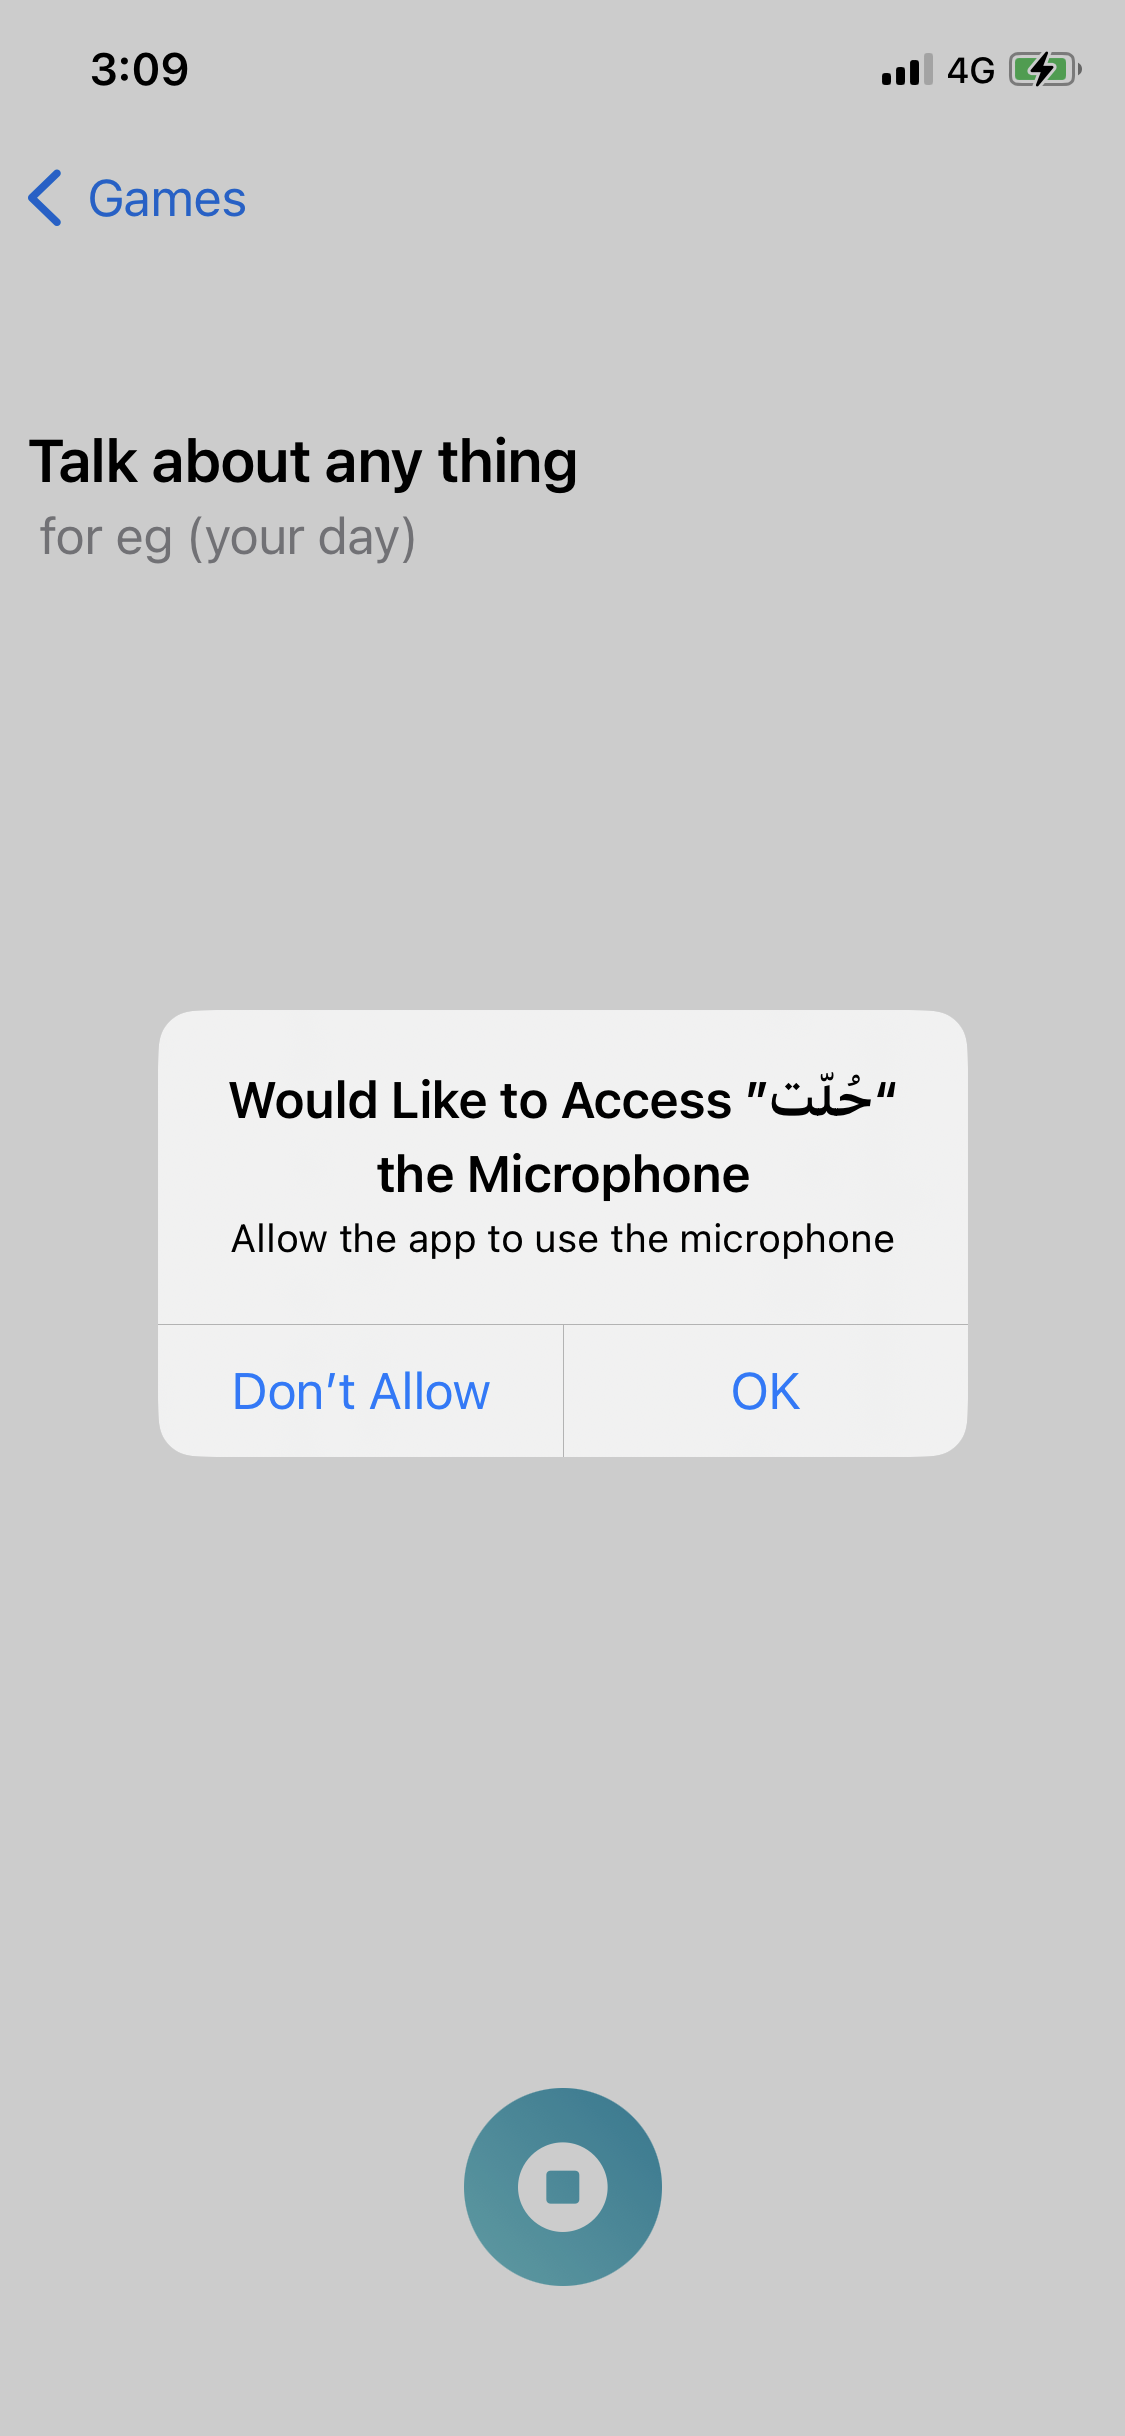 3:09
4G
Games
Talk about any thing
for eg (your day)
“حُلّت” Would Like to Access
the Microphone
Allow the app to use the microphone
Don’t Allow
OK